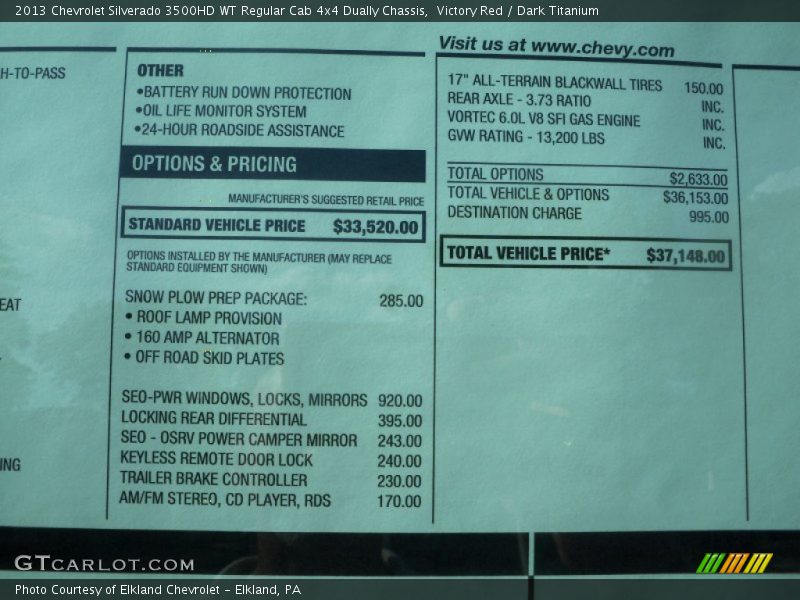 2013 Chevrolet Silverado 3500HD WT Regular Cab 4x4 Dually Chassis, Victory Red / Dark Titanium
H-TO-PASS
EAT
ING
OTHER
•BATTERY RUN DOWN PROTECTION
•OIL LIFE MONITOR SYSTEM
•24-HOUR ROADSIDE ASSISTANCE
OPTIONS & PRICING
MANUFACTURER'S SUGGESTED RETAIL PRICE
STANDARD VEHICLE PRICE $33,520.00
OPTIONS INSTALLED BY THE MANUFACTURER (MAY REPLACE
STANDARD EQUIPMENT SHOWN)
SNOW PLOW PREP PACKAGE: 285.00
• ROOF LAMP PROVISION
• 160 AMP ALTERNATOR
• OFF ROAD SKID PLATES
SEO-PWR WINDOWS, LOCKS, MIRRORS 920.00
LOCKING REAR DIFFERENTIAL 395.00
SEO - OSRV POWER CAMPER MIRROR 243.00
KEYLESS REMOTE DOOR LOCK 240.00
TRAILER BRAKE CONTROLLER 230.00
AM/FM STEREO, CD PLAYER, RDS 170.00
Visit us at www.chevy.com
17" ALL-TERRAIN BLACKWALL TIRES 150.00
REAR AXLE - 3.73 RATIO INC.
VORTEC 6.0L V8 SFI GAS ENGINE INC.
GVW RATING - 13,200 LBS INC.
TOTAL OPTIONS $2,633.00
TOTAL VEHICLE & OPTIONS $36,153.00
DESTINATION CHARGE 995.00
TOTAL VEHICLE PRICE* $37,148.00
GTCARLOT.COM
Photo Courtesy of Elkland Chevrolet - Elkland, PA